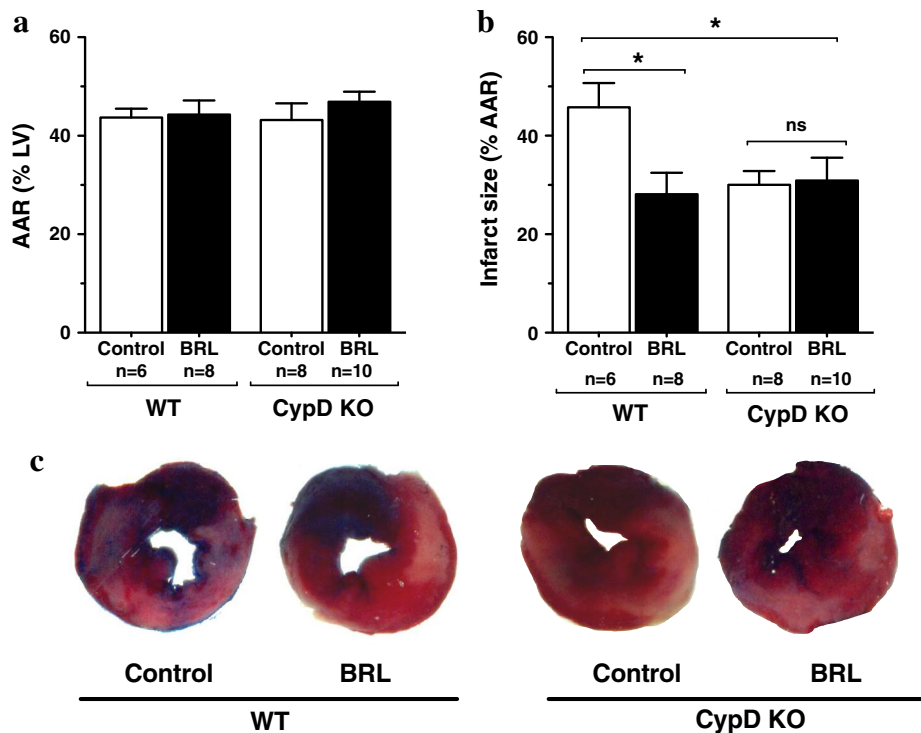 a
60
40
20
0
AAR (% LV)
Control BRL Control BRL
n=6 n=8 n=8 n=10
WT CypD KO
b
60
40
20
0
Infarct size (% AAR)
*
*
ns
Control BRL Control BRL
n=6 n=8 n=8 n=10
WT CypD KO
c
Control BRL Control BRL
WT CypD KO